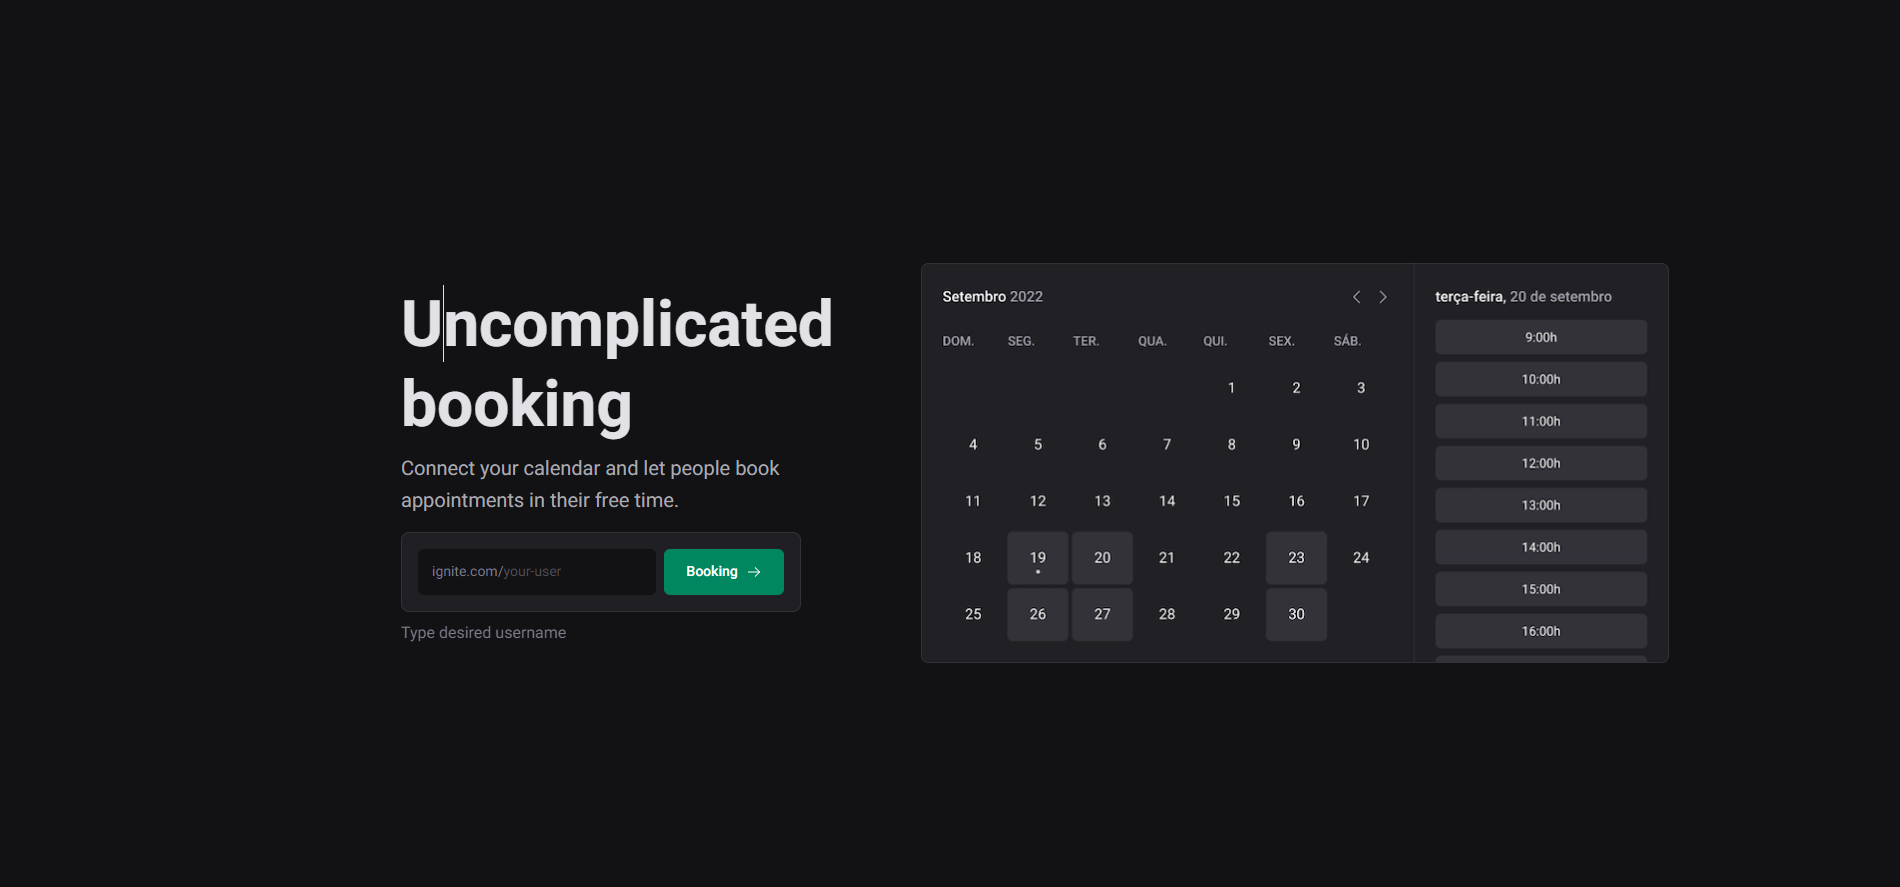 Uncomplicated
booking
Connect your calendar and let people book
appointments in their free time.
ignite.com/your-user
Booking
Type desired username
Setembro 2022
DOM. SEG. TER. QUA. QUI. SEX. SÁB.
1 2 3
4 5 6 7 8 9 10
11 12 13 14 15 16 17
18 19 20 21 22 23 24
25 26 27 28 29 30
terça-feira, 20 de setembro
9:00h
10:00h
11:00h
12:00h
13:00h
14:00h
15:00h
16:00h